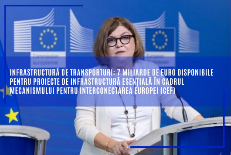 INFRASTRUCTURĂ DE TRANSPORTURI: 7 MILIARDE DE EURO DISPONIBILE
PENTRU PROIECTE DE INFRASTRUCTURĂ ESENȚIALĂ ÎN CADRUL
MECANISMULUI PENTRU INTERCONECTAREA EUROPEI (CEF)